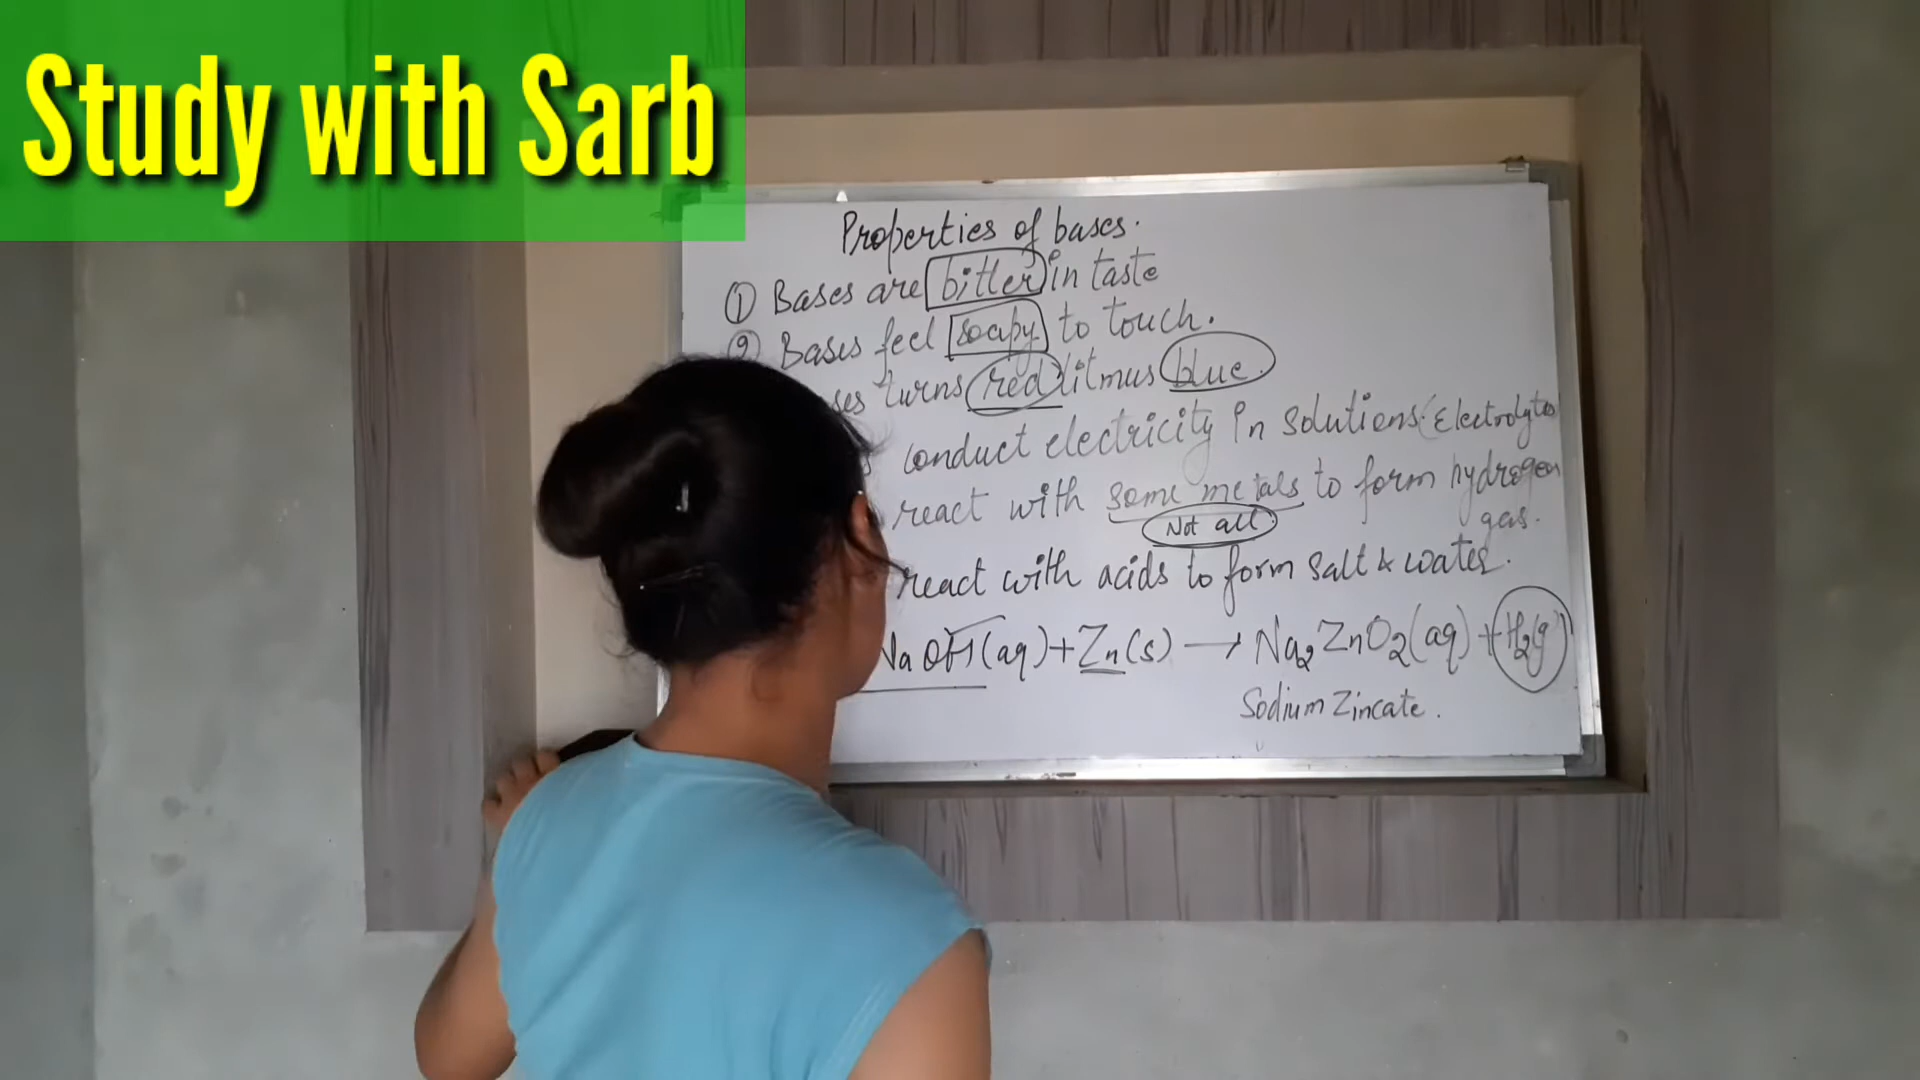 Study with Sarb
Properties of bases.
① Bases are bitter in taste
② Bases feel soapy to touch.
ses turns red litmus blue.
conduct electricity in solutions (Electrolytes
react with some metals to form hydrogen
Not all
gas.
react with acids to form salt & water.
NaOH(aq) + Zn(s) → Na₂ZnO₂(aq) + H₂(g)
Sodium Zincate.